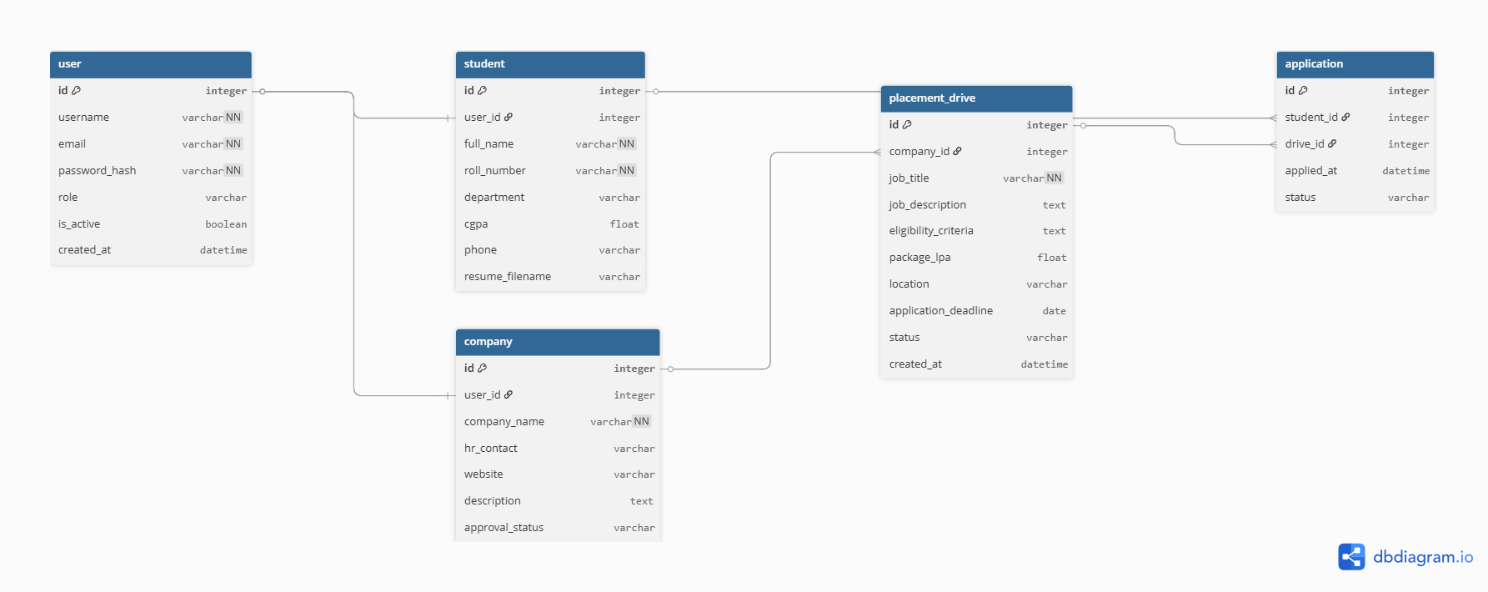 user
id integer
username varchar NN
email varchar NN
password_hash varchar NN
role varchar
is_active boolean
created_at datetime
student
id integer
user_id integer
full_name varchar NN
roll_number varchar NN
department varchar
cgpa float
phone varchar
resume_filename varchar
company
id integer
user_id integer
company_name varchar NN
hr_contact varchar
website varchar
description text
approval_status varchar
placement_drive
id integer
company_id integer
job_title varchar NN
job_description text
eligibility_criteria text
package_lpa float
location varchar
application_deadline date
status varchar
created_at datetime
application
id integer
student_id integer
drive_id integer
applied_at datetime
status varchar
dbdiagram.io